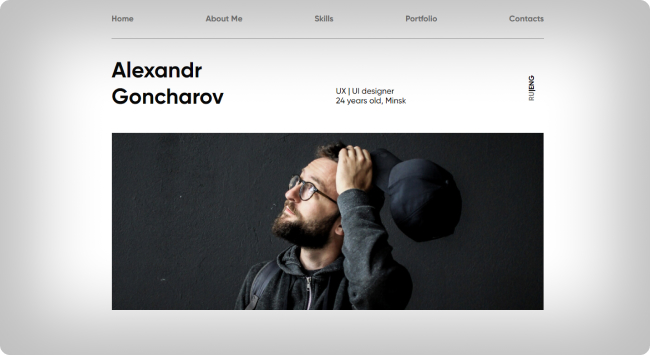 Home About Me Skills Portfolio Contacts
Alexandr
Goncharov
UX | UI designer
24 years old, Minsk
RU|ENG